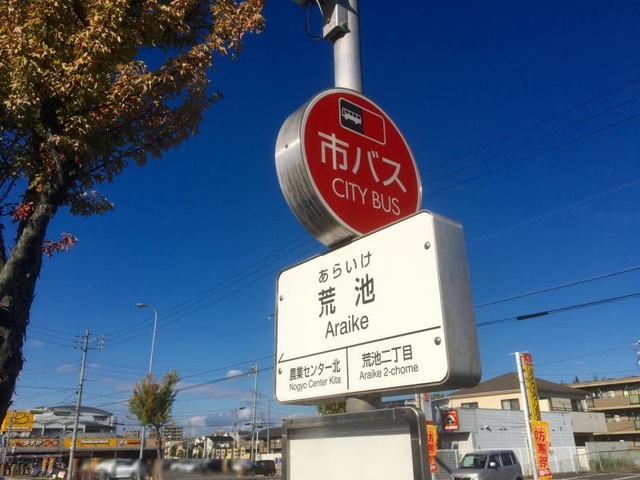 市バス
CITY BUS
あらいけ
荒池
Araike
農業センター北
Nogyo Center Kita
荒池二丁目
Araike 2-chome